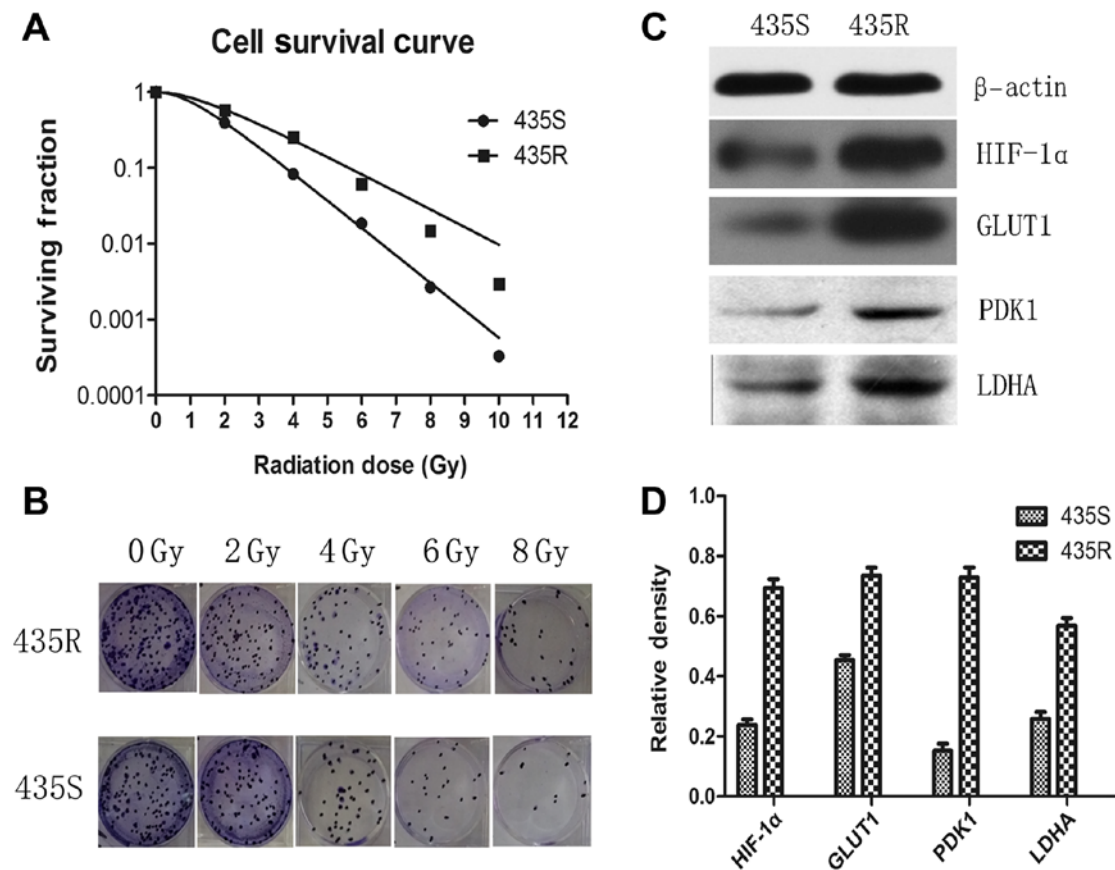 A
Cell survival curve
Surviving fraction
1
0.1
0.01
0.001
0.0001
0 1 2 3 4 5 6 7 8 9 10 11 12
Radiation dose (Gy)
435S
435R
B
0 Gy 2 Gy 4 Gy 6 Gy 8 Gy
435R
435S
C
435S 435R
β-actin
HIF-1α
GLUT1
PDK1
LDHA
D
Relative density
1.0
0.8
0.6
0.4
0.2
0.0
435S
435R
HIF-1α GLUT1 PDK1 LDHA